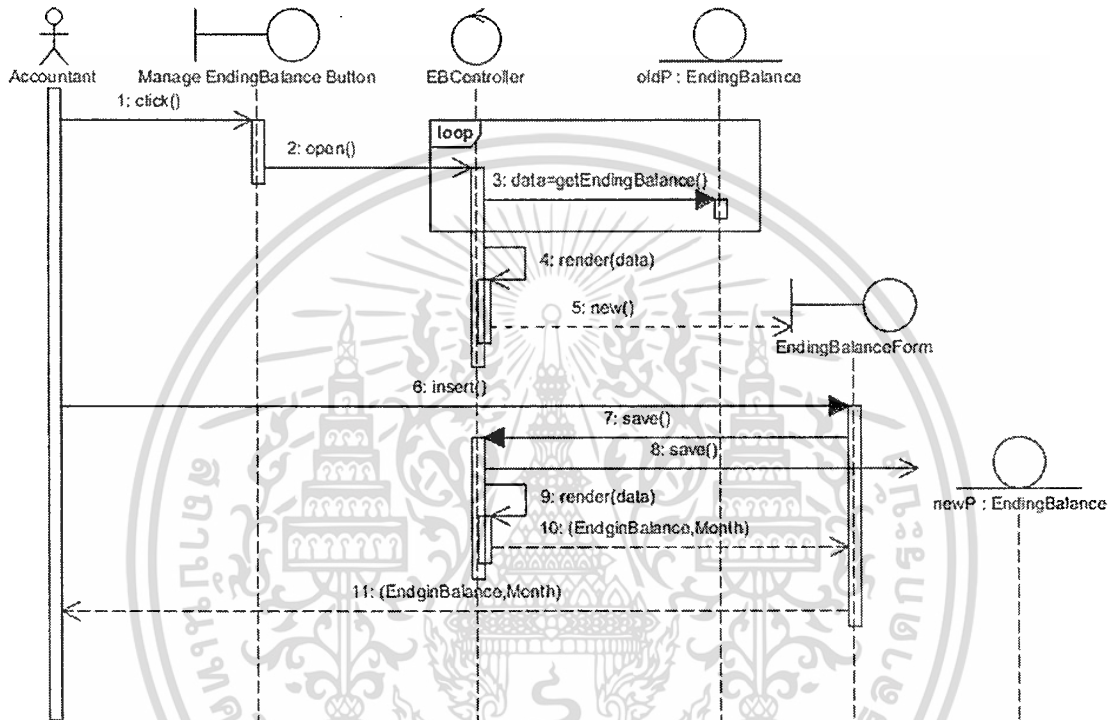 Accountant
Manage EndingBalance Button
EBController
oldP : EndingBalance
1: click()
loop
2: open()
3: data=getEndingBalance()
4: render(data)
5: new()
EndingBalanceForm
6: insert()
7: save()
8: save()
newP : EndingBalance
9: render(data)
10: (EndginBalance,Month)
11: (EndginBalance,Month)